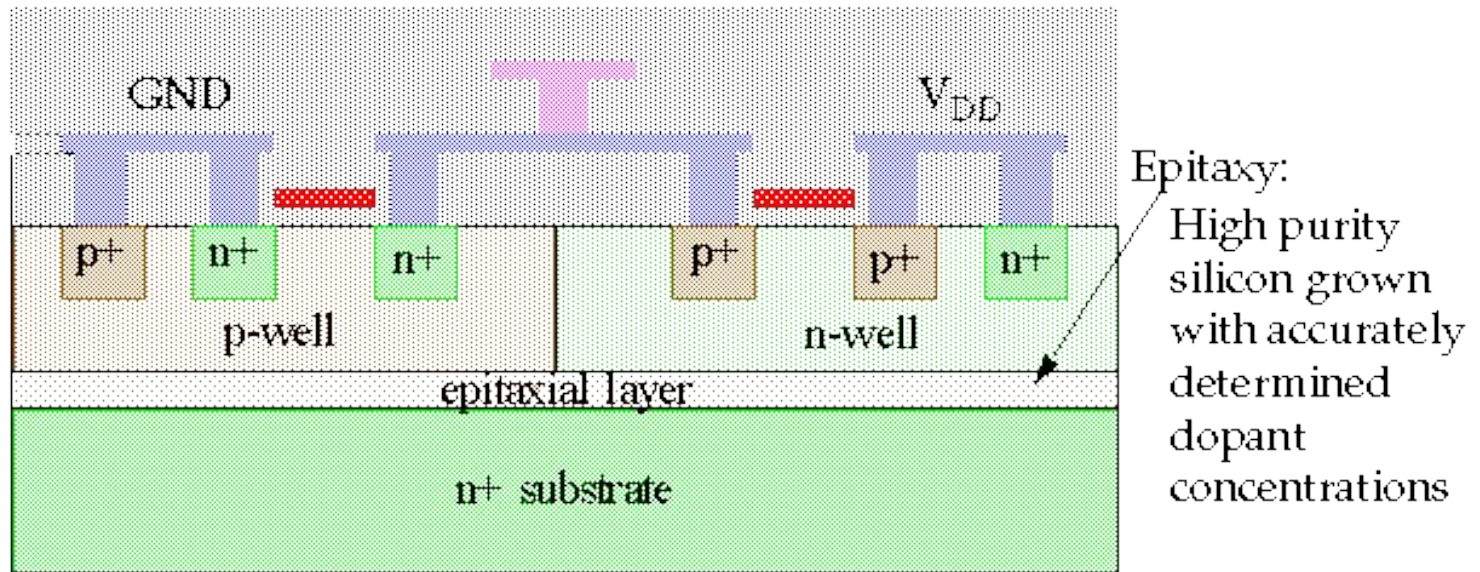 GND
VDD
Epitaxy:
High purity
silicon grown
with accurately
determined
dopant
concentrations
p+ n+ n+ p+ p+ n+
p-well n-well
epitaxial layer
n+ substrate